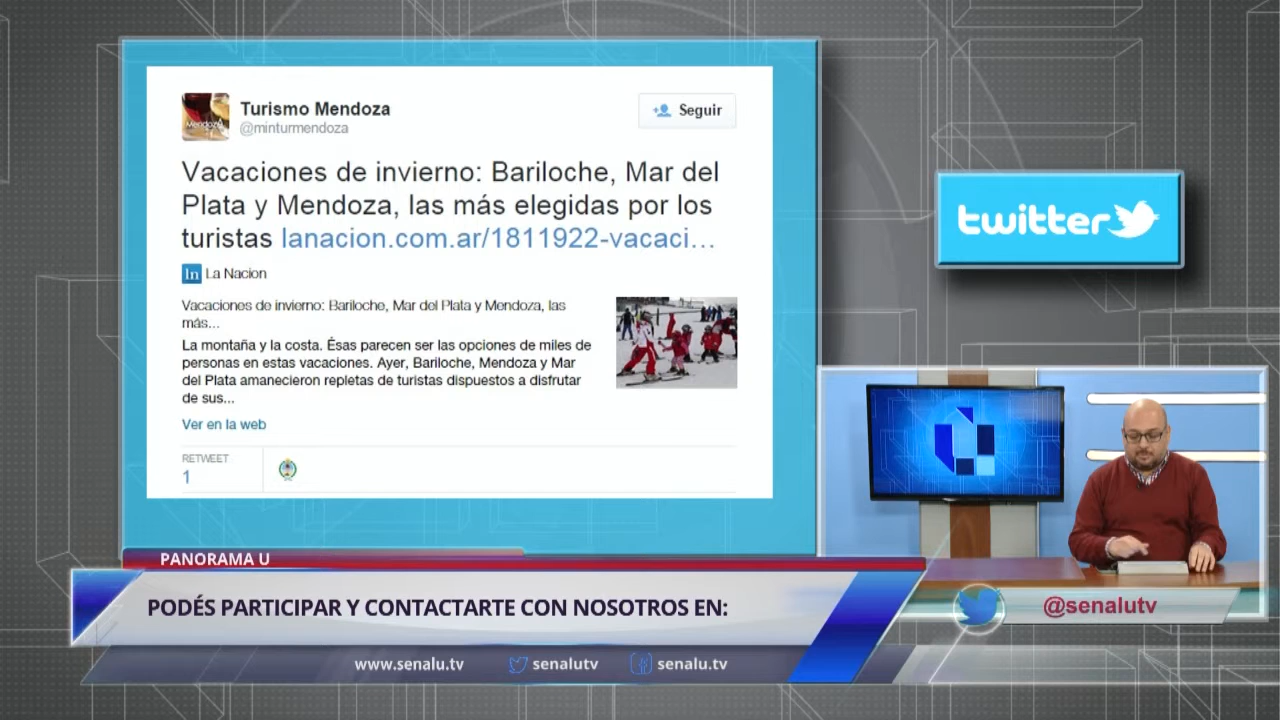 Turismo Mendoza
@minturmendoza
Seguir
Vacaciones de invierno: Bariloche, Mar del
Plata y Mendoza, las más elegidas por los
turistas lanacion.com.ar/1811922-vacaci...
ln La Nacion
Vacaciones de invierno: Bariloche, Mar del Plata y Mendoza, las
más...
La montaña y la costa. Ésas parecen ser las opciones de miles de
personas en estas vacaciones. Ayer, Bariloche, Mendoza y Mar
del Plata amanecieron repletas de turistas dispuestos a disfrutar
de sus...
Ver en la web
RETWEET
1
Mendoza
twitter
PANORAMA U
PODÉS PARTICIPAR Y CONTACTARTE CON NOSOTROS EN:
@senalutv
www.senalu.tv senalutv senalu.tv